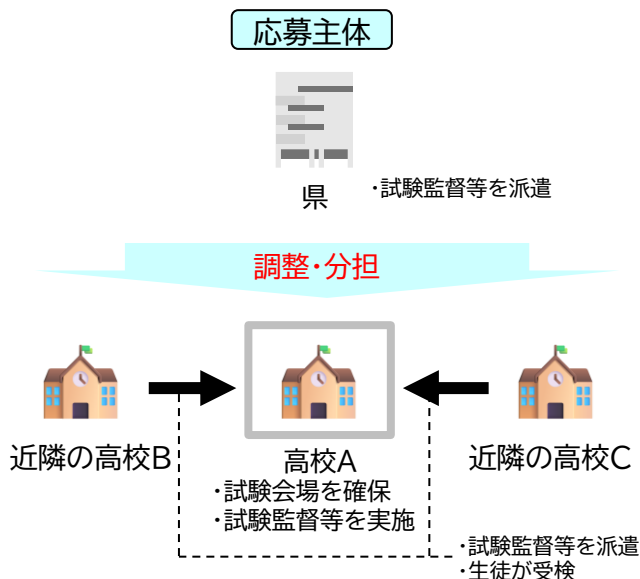 応募主体
県
・試験監督等を派遣
調整・分担
近隣の高校B
高校A
近隣の高校C
・試験会場を確保
・試験監督等を実施
・試験監督等を派遣
・生徒が受検